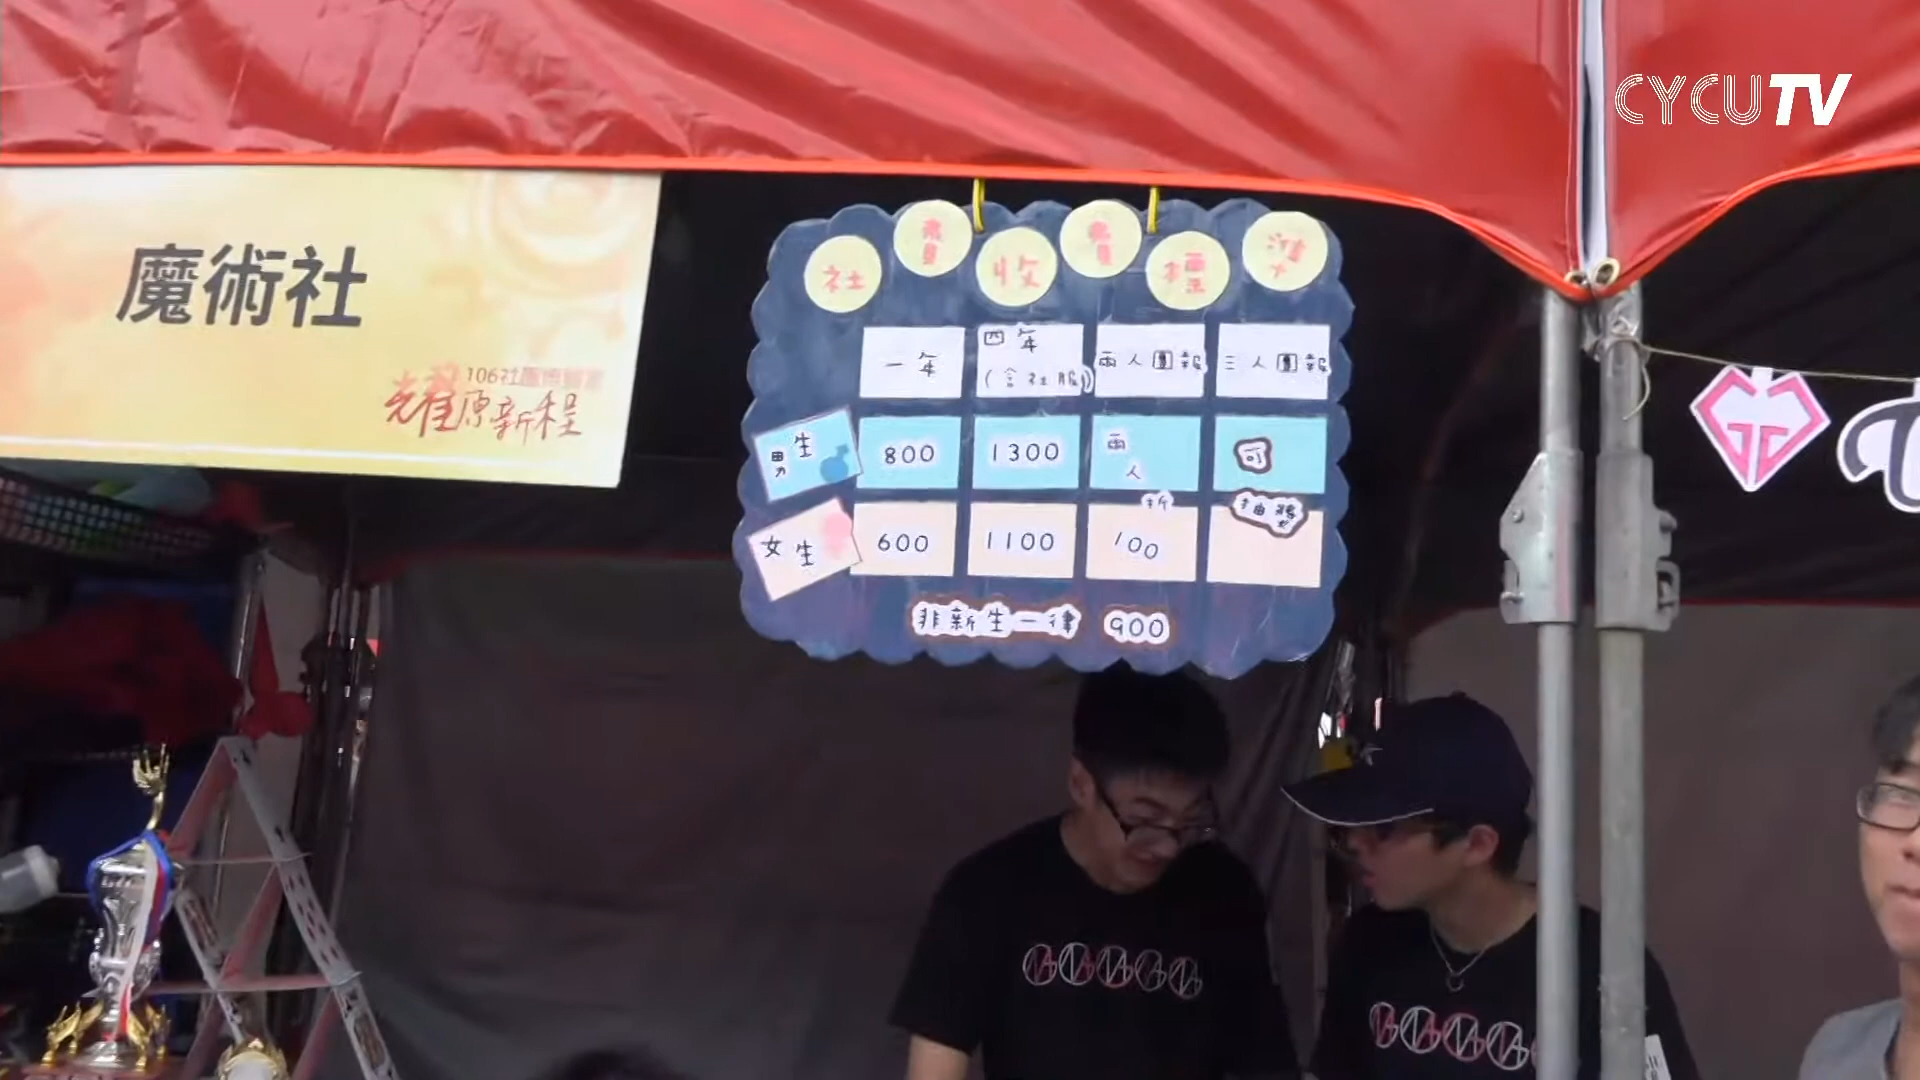 CYCUTV
魔術社
106社團博覽會
耀原新程
社費收費標準
一年
四年
(含社服)
兩人團報
三人團報
男生
800
1300
兩人折100
可抽獎
女生
600
1100
非新生一律 900